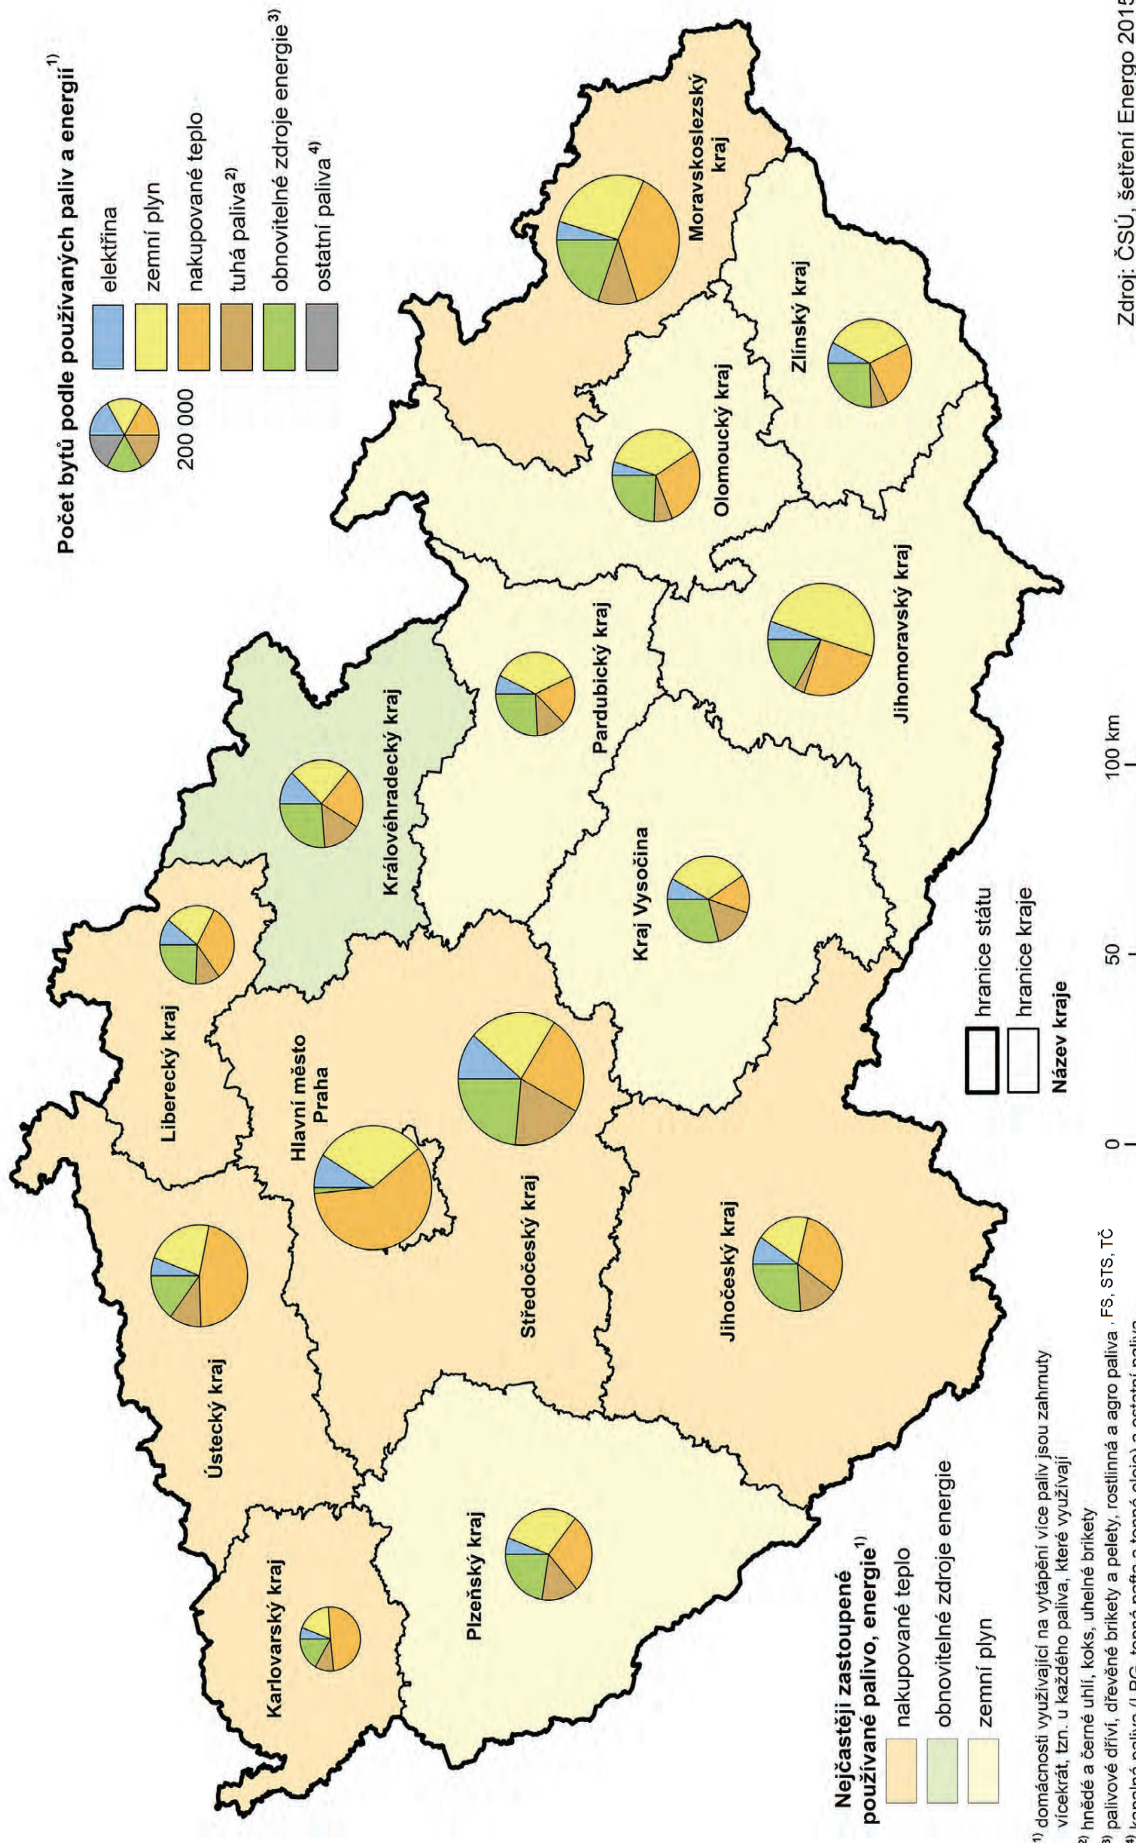 Počet bytů podle používaných paliv a energií¹⁾
200 000
elektřina
zemní plyn
nakupované teplo
tuhá paliva²⁾
obnovitelné zdroje energie³⁾
ostatní paliva⁴⁾
Liberecký kraj
Ústecký kraj
Karlovarský kraj
Hlavní město
Praha
Královéhradecký kraj
Středočeský kraj
Plzeňský kraj
Pardubický kraj
Moravskoslezský
kraj
Olomoucký kraj
Kraj Vysočina
Jihočeský kraj
Zlínský kraj
Jihomoravský kraj
Nejčastěji zastoupené
používané palivo, energie¹⁾
nakupované teplo
obnovitelné zdroje energie
zemní plyn
hranice státu
hranice kraje
Název kraje
0 50 100 km
¹⁾ domácnosti využívající na vytápění více paliv jsou zahrnuty
vícekrát, tzn. u každého paliva, které využívají
²⁾ hnědé a černé uhlí, koks, uhelné brikety
³⁾ palivové dříví, dřevěné brikety a pelety, rostlinná a agro paliva , FS, STS, TČ
Zdroj: ČSÚ, šetření Energo 2015